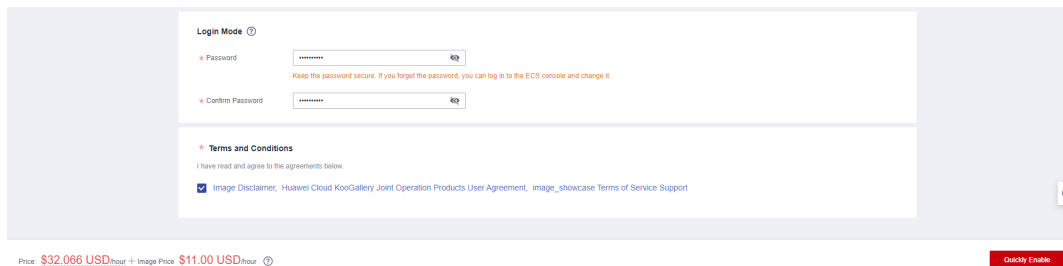 Login Mode ?
* Password ••••••••••
Keep the password secure. If you forget the password, you can log in to the ECS console and change it.
* Confirm Password ••••••••••
* Terms and Conditions
I have read and agree to the agreements below.
Image Disclaimer, Huawei Cloud KooGallery Joint Operation Products User Agreement, image_showcase Terms of Service Support
Price: $32.066 USD/hour + Image Price $11.00 USD/hour ?
Quickly Enable